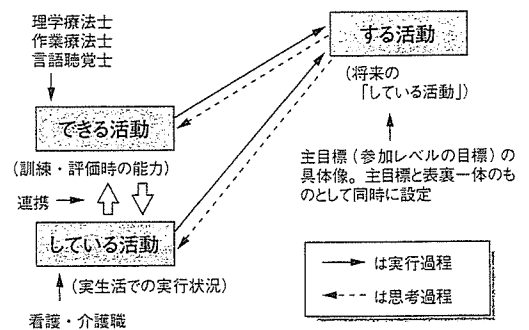 理学療法士
作業療法士
言語聴覚士
する活動
(将来の
「している活動」)
できる活動
(訓練・評価時の能力)
主目標(参加レベルの目標)の
具体像。主目標と表裏一体のも
のとして同時に設定
連携
している活動
(実生活での実行状況)
看護・介護職
は実行過程
は思考過程